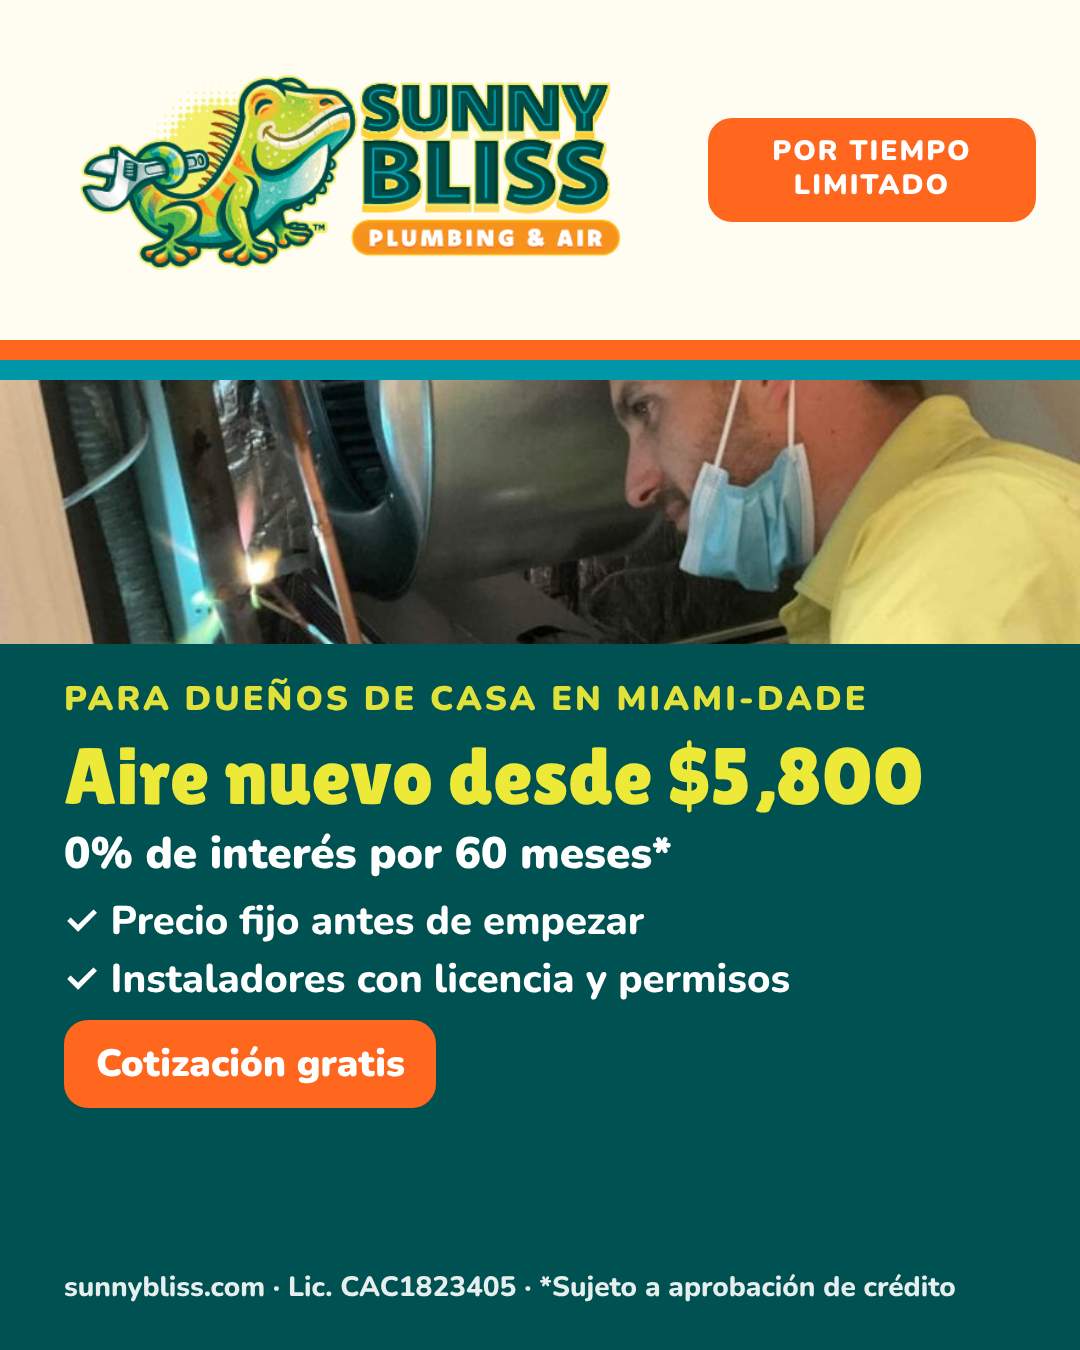 SUNNY
BLISS
PLUMBING & AIR
™
POR TIEMPO
LIMITADO
PARA DUEÑOS DE CASA EN MIAMI-DADE
Aire nuevo desde $5,800
0% de interés por 60 meses*
✓ Precio fijo antes de empezar
✓ Instaladores con licencia y permisos
Cotización gratis
sunnybliss.com · Lic. CAC1823405 · *Sujeto a aprobación de crédito